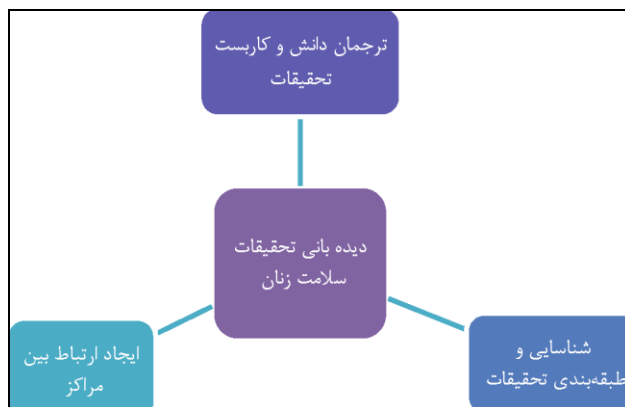 ترجمان دانش و کاربست
تحقیقات
دیده بانی تحقیقات
سلامت زنان
شناسایی و
طبقه‌بندی تحقیقات
ایجاد ارتباط بین
مراکز